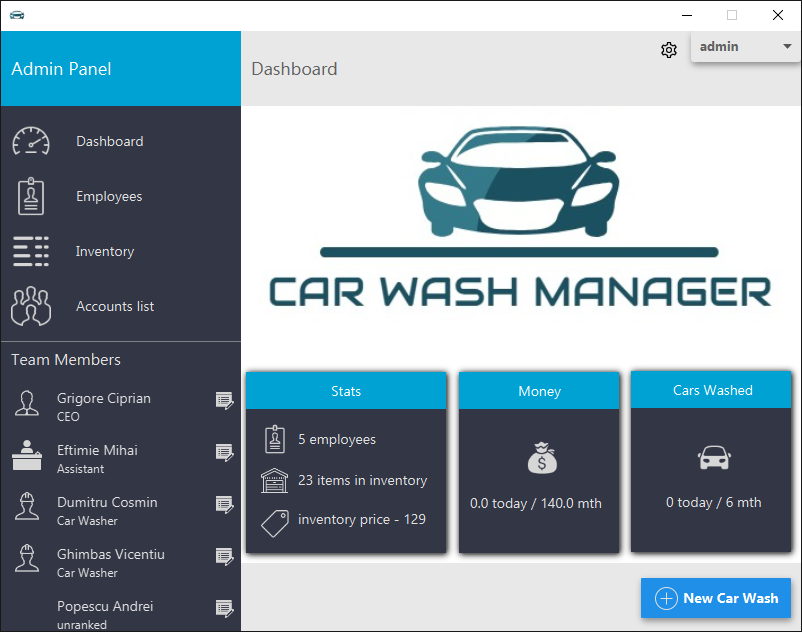 Admin Panel
Dashboard
admin
Dashboard
Employees
Inventory
Accounts list
Team Members
Grigore Ciprian
CEO
Eftimie Mihai
Assistant
Dumitru Cosmin
Car Washer
Ghimbas Vicentiu
Car Washer
Popescu Andrei
unranked
CAR WASH MANAGER
Stats
5 employees
23 items in inventory
inventory price - 129
Money
$
0.0 today / 140.0 mth
Cars Washed
0 today / 6 mth
New Car Wash